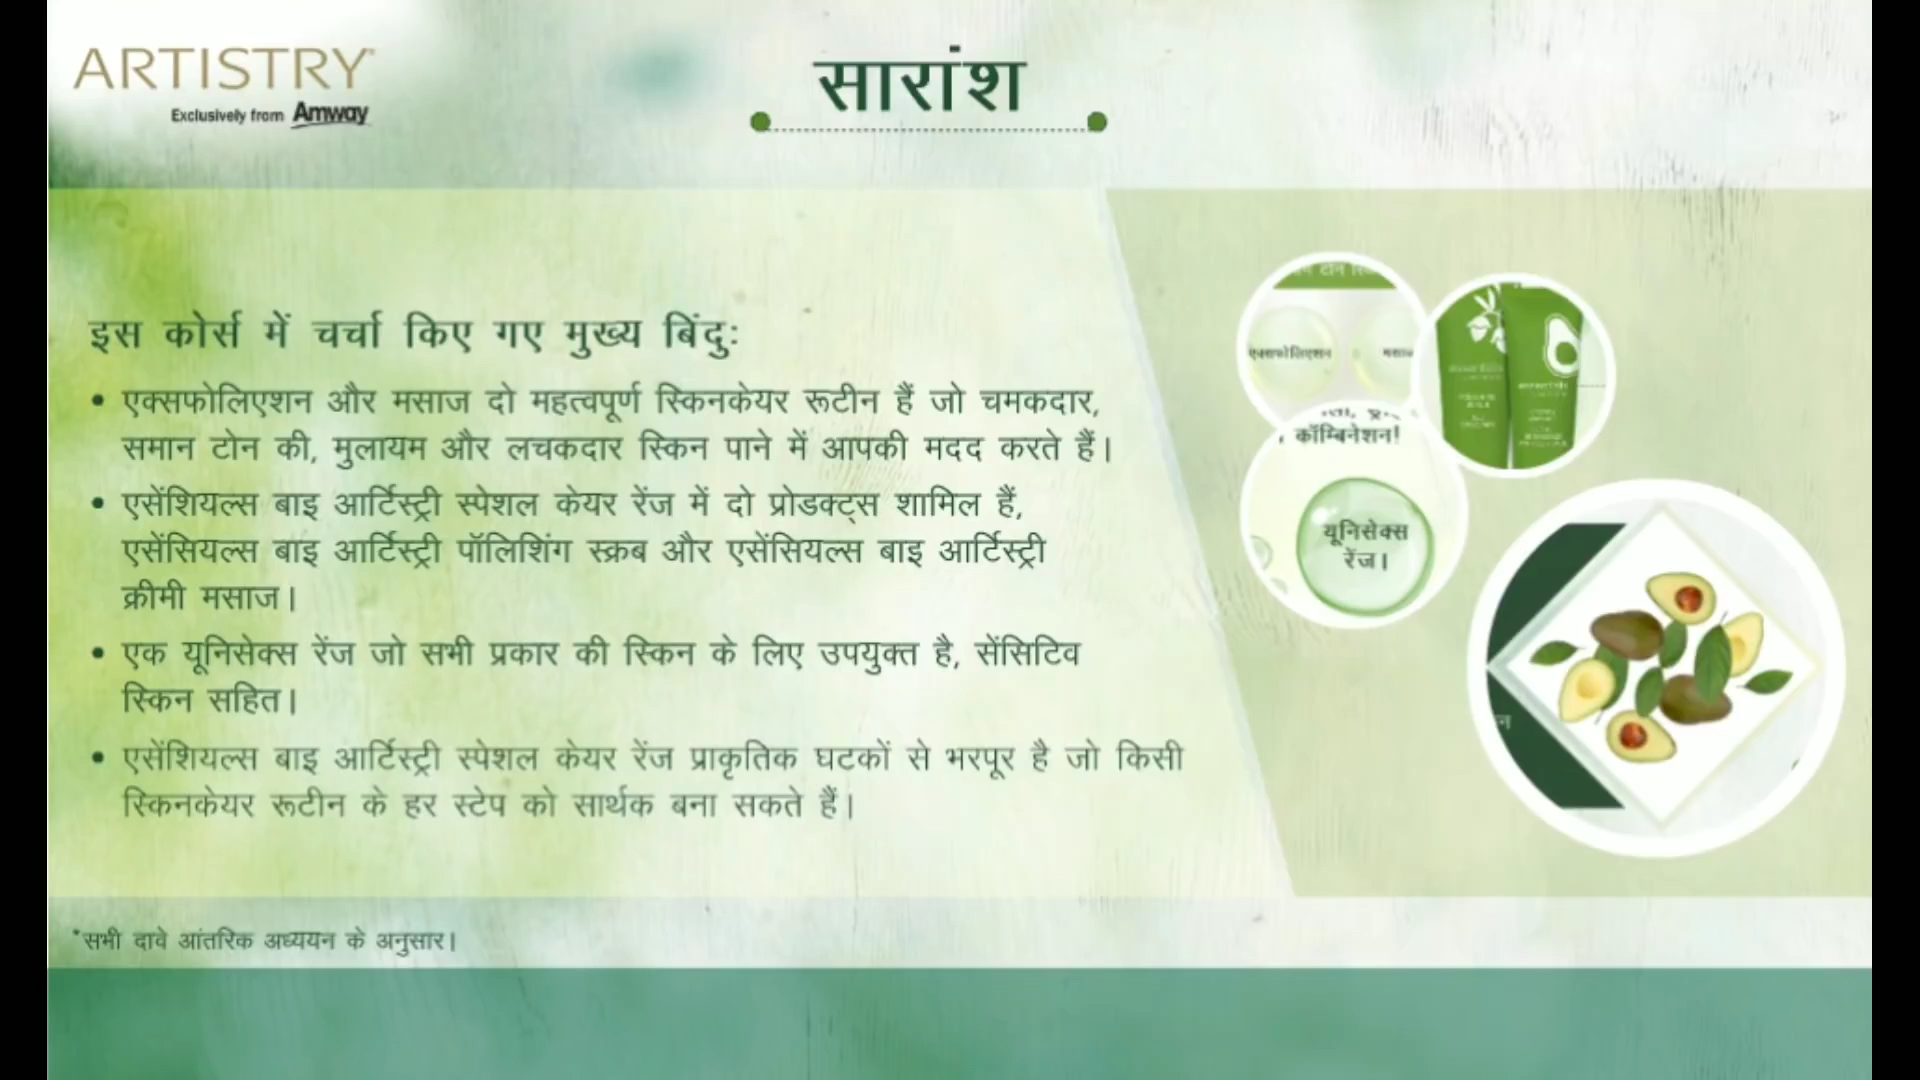 ARTISTRY
Exclusively from Amway
सारांश
इस कोर्स में चर्चा किए गए मुख्य बिंदु:
• एक्सफोलिएशन और मसाज दो महत्वपूर्ण स्किनकेयर रूटीन हैं जो चमकदार,
समान टोन की, मुलायम और लचकदार स्किन पाने में आपकी मदद करते हैं।
• एसेंशियल्स बाइ आर्टिस्ट्री स्पेशल केयर रेंज में दो प्रोडक्ट्स शामिल हैं,
एसेंसियल्स बाइ आर्टिस्ट्री पॉलिशिंग स्क्रब और एसेंसियल्स बाइ आर्टिस्ट्री
क्रीमी मसाज।
• एक यूनिसेक्स रेंज जो सभी प्रकार की स्किन के लिए उपयुक्त है, सेंसिटिव
स्किन सहित।
• एसेंशियल्स बाइ आर्टिस्ट्री स्पेशल केयर रेंज प्राकृतिक घटकों से भरपूर है जो किसी
स्किनकेयर रूटीन के हर स्टेप को सार्थक बना सकते हैं।
एक्सफोलिएशन
कॉम्बिनेशन!
यूनिसेक्स
रेंज।
*सभी दावे आंतरिक अध्ययन के अनुसार।